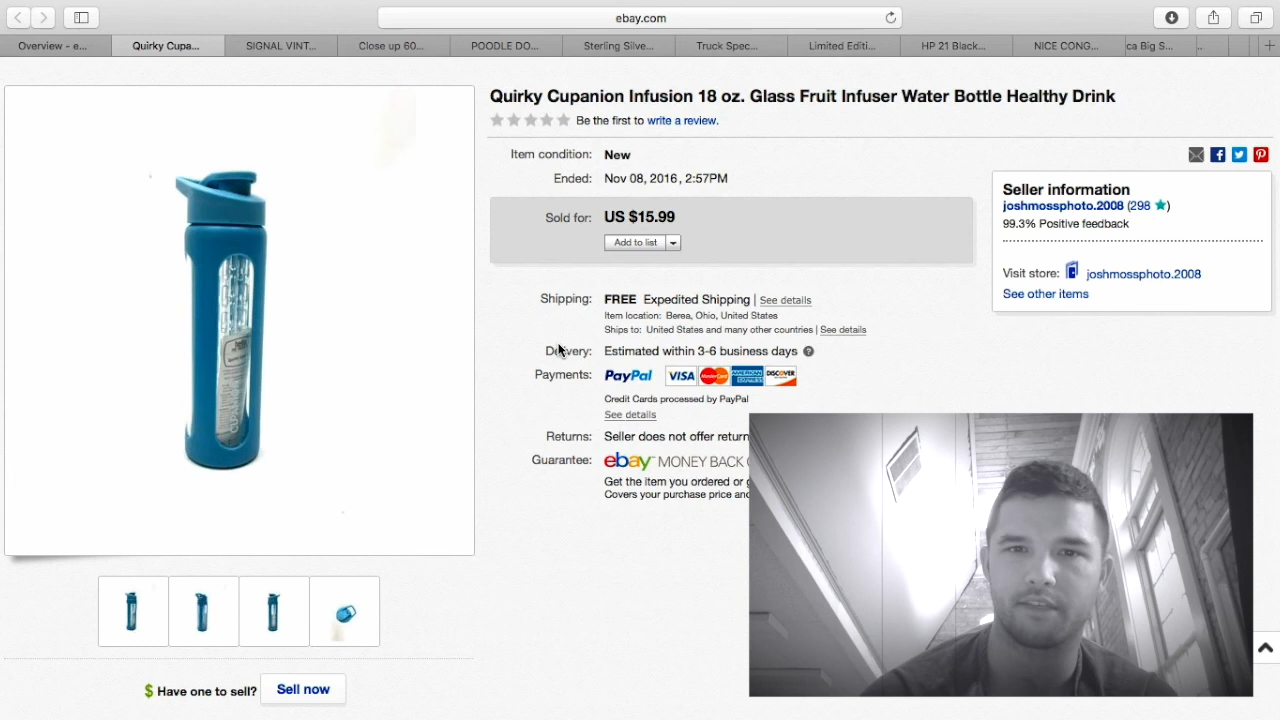 ebay.com
Overview - e...
Quirky Cupa...
SIGNAL VINT...
Close up 60...
POODLE DO...
Sterling Silve...
Truck Spec...
Limited Editi...
HP 21 Black...
NICE CONG...
ca Big S...
Quirky Cupanion Infusion 18 oz. Glass Fruit Infuser Water Bottle Healthy Drink
Be the first to write a review.
Item condition: New
Ended: Nov 08, 2016, 2:57PM
Sold for: US $15.99
Add to list
Shipping: FREE Expedited Shipping | See details
Item location: Berea, Ohio, United States
Ships to: United States and many other countries | See details
Delivery: Estimated within 3-6 business days
Payments: PayPal VISA MasterCard AMERICAN EXPRESS DISCOVER
Credit Cards processed by PayPal
See details
Returns: Seller does not offer return
Guarantee: ebay MONEY BACK
Get the item you ordered or
Covers your purchase price and
Seller information
joshmossphoto.2008 (298)
99.3% Positive feedback
Visit store: joshmossphoto.2008
See other items
$ Have one to sell? Sell now